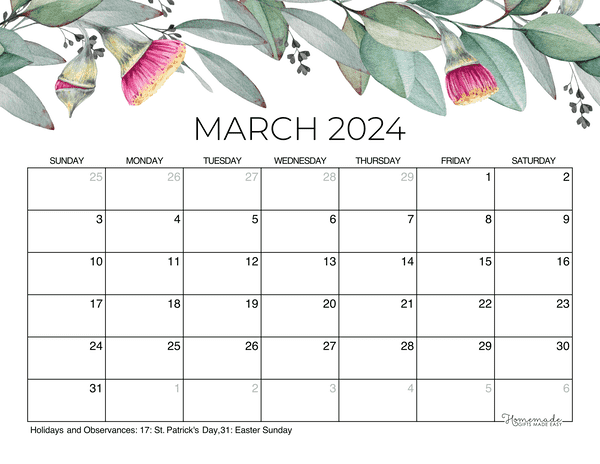 MARCH 2024
SUNDAY MONDAY TUESDAY WEDNESDAY THURSDAY FRIDAY SATURDAY
25 26 27 28 29 1 2
3 4 5 6 7 8 9
10 11 12 13 14 15 16
17 18 19 20 21 22 23
24 25 26 27 28 29 30
31 1 2 3 4 5 6
Homemade
GIFTS MADE EASY
Holidays and Observances: 17: St. Patrick's Day,31: Easter Sunday